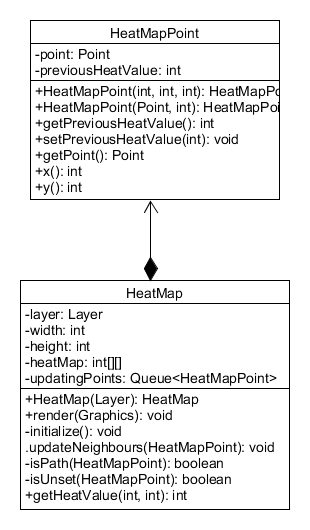 HeatMapPoint
-point: Point
-previousHeatValue: int
+HeatMapPoint(int, int, int): HeatMapPo
+HeatMapPoint(Point, int): HeatMapPoi
+getPreviousHeatValue(): int
+setPreviousHeatValue(int): void
+getPoint(): Point
+x(): int
+y(): int
HeatMap
-layer: Layer
-width: int
-height: int
-heatMap: int[][]
-updatingPoints: Queue<HeatMapPoint>
+HeatMap(Layer): HeatMap
+render(Graphics): void
-initialize(): void
.updateNeighbours(HeatMapPoint): void
-isPath(HeatMapPoint): boolean
-isUnset(HeatMapPoint): boolean
+getHeatValue(int, int): int